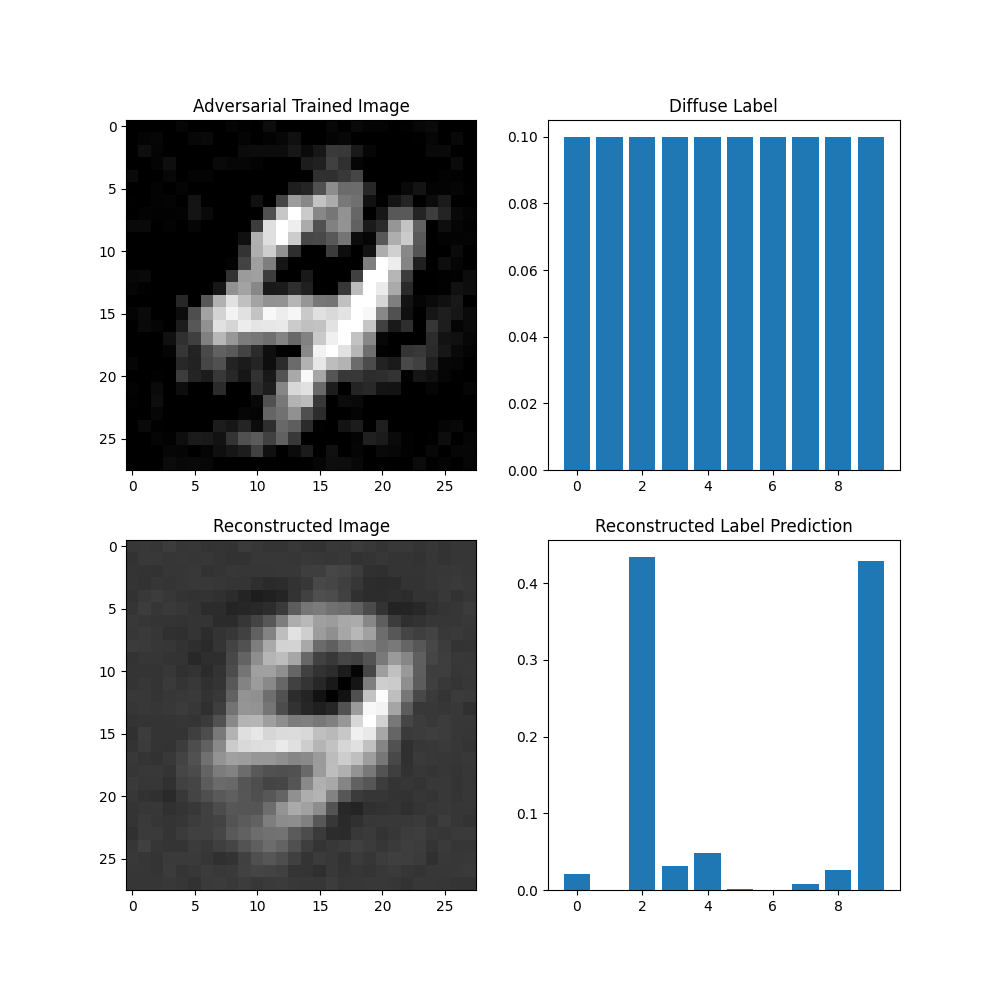 Adversarial Trained Image
0
5
10
15
20
25
0 5 10 15 20 25
Diffuse Label
0.10
0.08
0.06
0.04
0.02
0.00
0 2 4 6 8
Reconstructed Image
0
5
10
15
20
25
0 5 10 15 20 25
Reconstructed Label Prediction
0.4
0.3
0.2
0.1
0.0
0 2 4 6 8